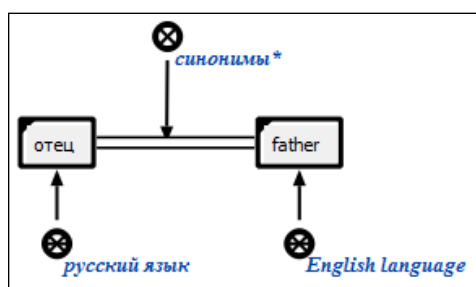 синонимы*
отец
father
русский язык
English language